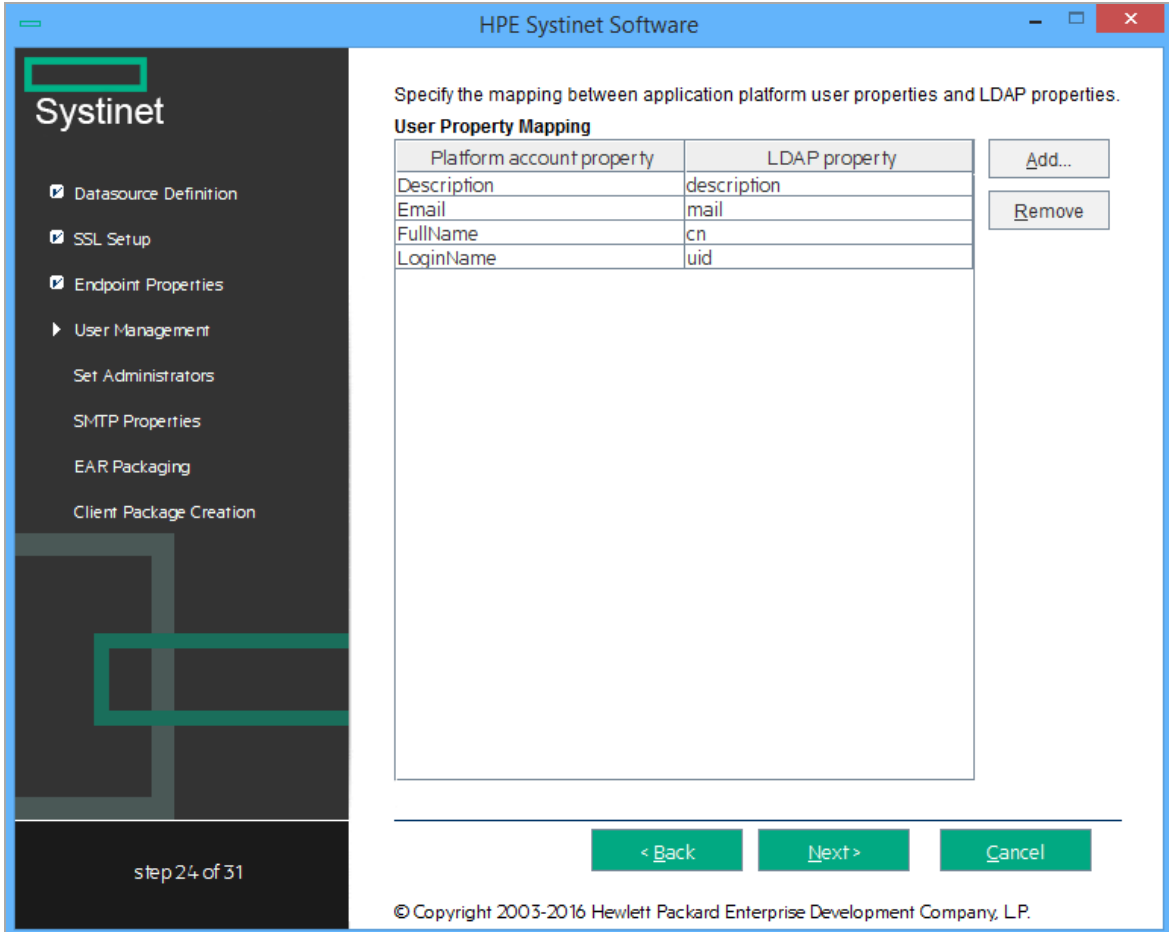 HPE Systinet Software
Systinet
Datasource Definition
SSL Setup
Endpoint Properties
User Management
Set Administrators
SMTP Properties
EAR Packaging
Client Package Creation
step 24 of 31
Specify the mapping between application platform user properties and LDAP properties.
User Property Mapping
Platform account property LDAP property
Description description
Email mail
FullName cn
LoginName uid
Add...
Remove
< Back Next > Cancel
© Copyright 2003-2016 Hewlett Packard Enterprise Development Company, L.P.